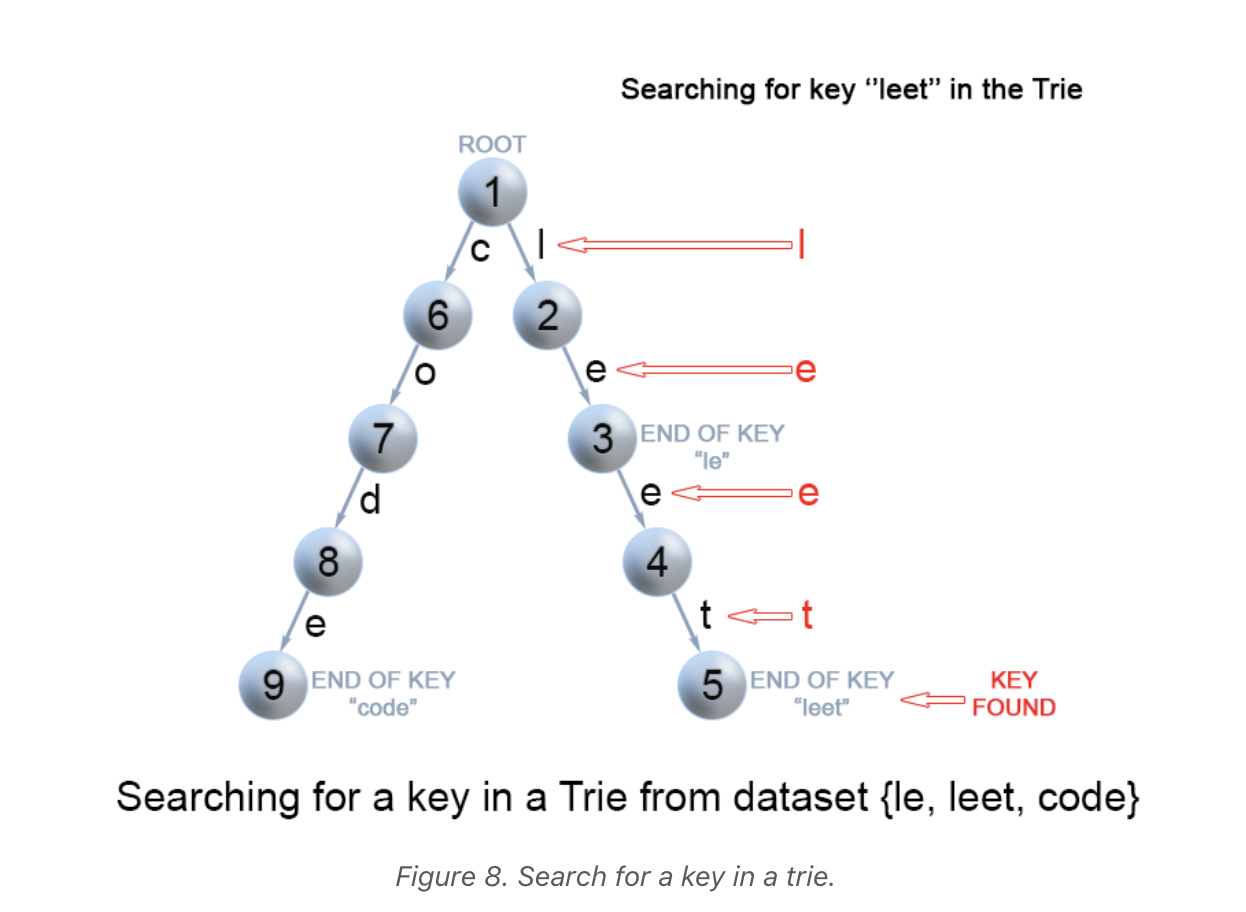 Searching for key ‘’leet’’ in the Trie
ROOT
1
c
l
l
6
2
o
e
e
7
3
END OF KEY
“le”
d
e
e
8
4
e
t
t
9
END OF KEY
“code”
5
END OF KEY
“leet”
KEY
FOUND
Searching for a key in a Trie from dataset {le, leet, code}
Figure 8. Search for a key in a trie.